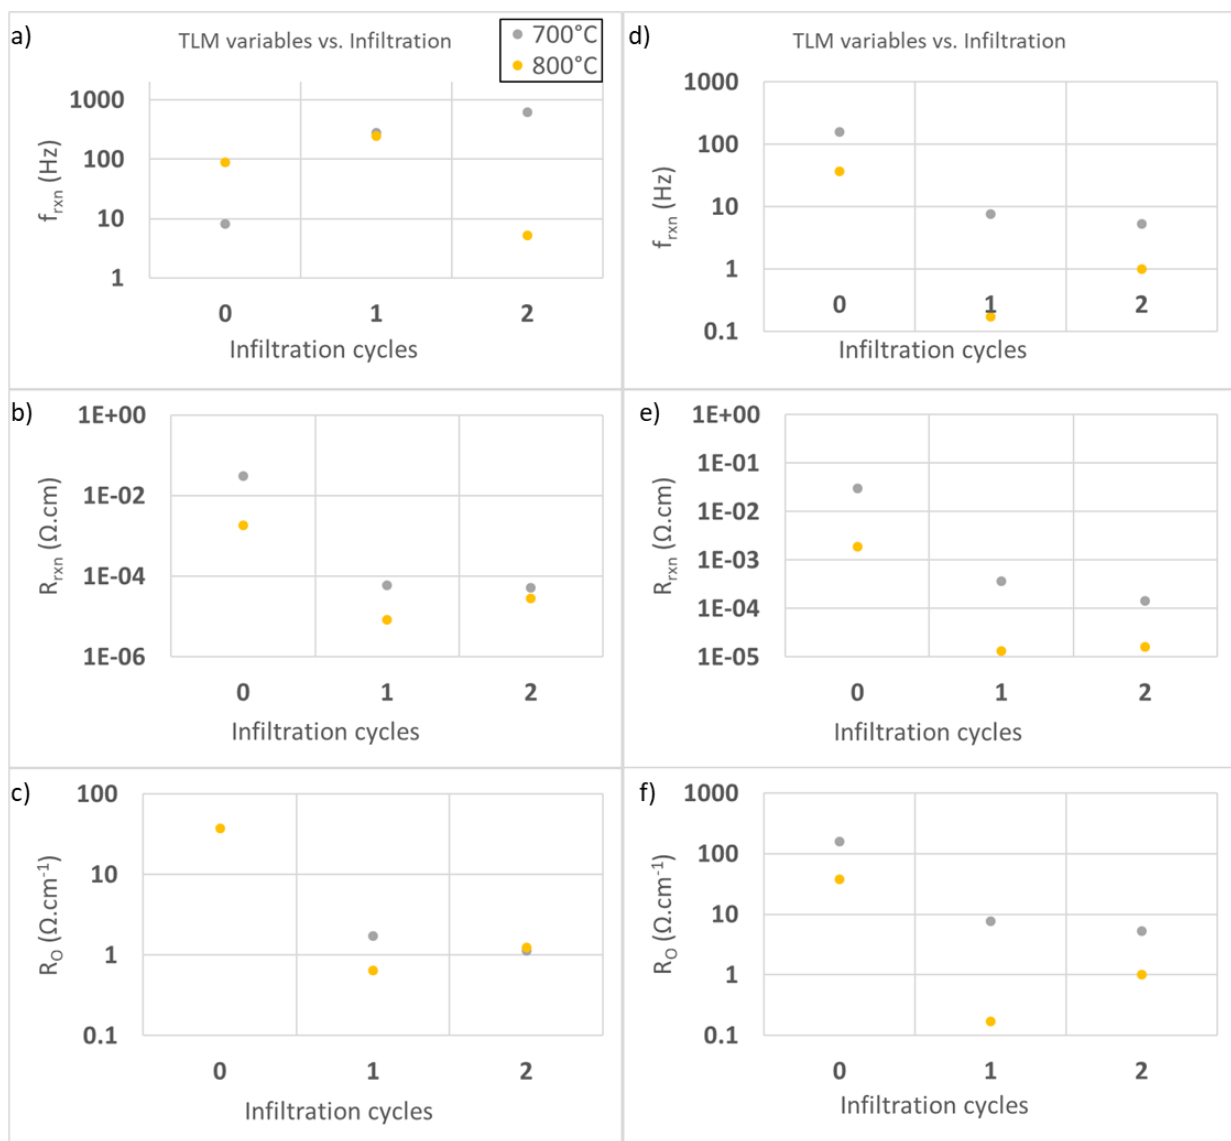 a)
TLM variables vs. Infiltration
700°C
800°C
1000
100
10
1
f_rxn (Hz)
0 1 2
Infiltration cycles
b)
1E+00
1E-02
1E-04
1E-06
R_rxn (Ω.cm)
0 1 2
Infiltration cycles
c)
100
10
1
0.1
R_O (Ω.cm⁻¹)
0 1 2
Infiltration cycles
d)
TLM variables vs. Infiltration
1000
100
10
1
0.1
f_rxn (Hz)
0 1 2
Infiltration cycles
e)
1E+00
1E-01
1E-02
1E-03
1E-04
1E-05
R_rxn (Ω.cm)
0 1 2
Infiltration cycles
f)
1000
100
10
1
0.1
R_O (Ω.cm⁻¹)
0 1 2
Infiltration cycles